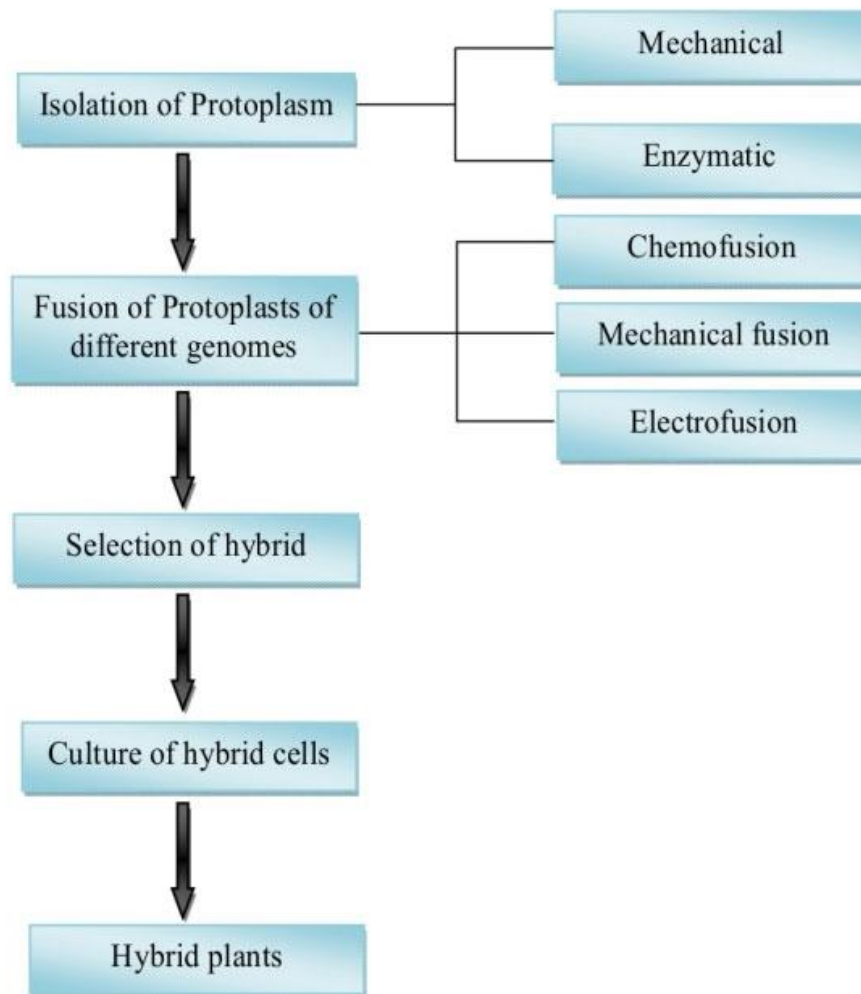 Isolation of Protoplasm
Mechanical
Enzymatic
Fusion of Protoplasts of
different genomes
Chemofusion
Mechanical fusion
Electrofusion
Selection of hybrid
Culture of hybrid cells
Hybrid plants